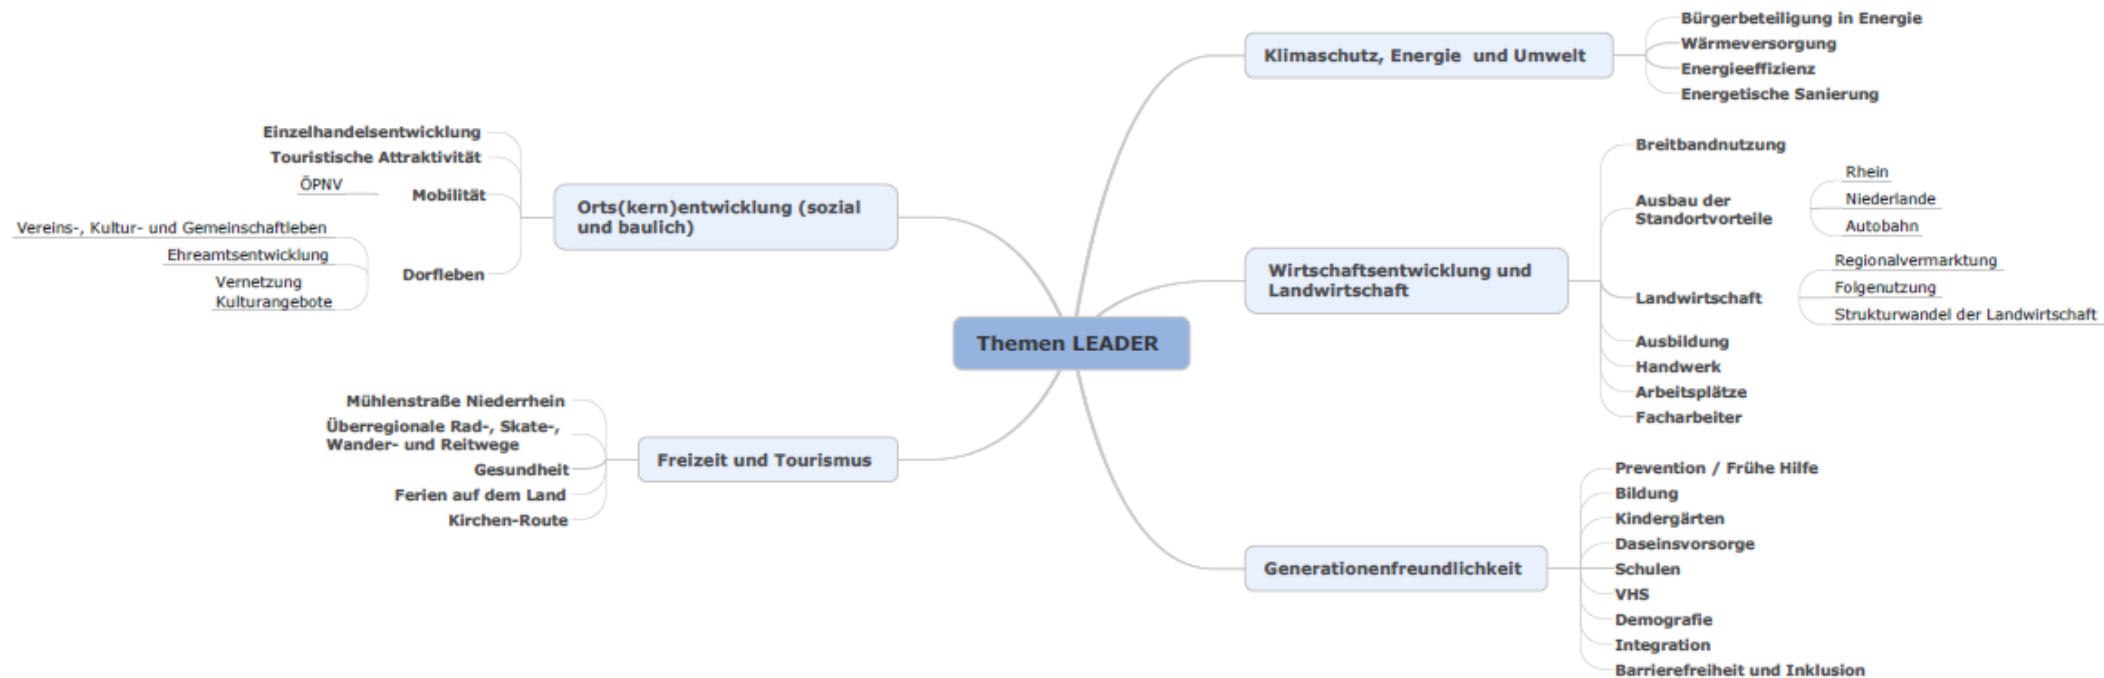 Themen LEADER
Klimaschutz, Energie und Umwelt
Bürgerbeteiligung in Energie
Wärmeversorgung
Energieeffizienz
Energetische Sanierung
Wirtschaftsentwicklung und
Landwirtschaft
Breitbandnutzung
Ausbau der
Standortvorteile
Rhein
Niederlande
Autobahn
Landwirtschaft
Regionalvermarktung
Folgenutzung
Strukturwandel der Landwirtschaft
Ausbildung
Handwerk
Arbeitsplätze
Facharbeiter
Generationenfreundlichkeit
Prevention / Frühe Hilfe
Bildung
Kindergärten
Daseinsvorsorge
Schulen
VHS
Demografie
Integration
Barrierefreiheit und Inklusion
Orts(kern)entwicklung (sozial
und baulich)
Einzelhandelsentwicklung
Touristische Attraktivität
Mobilität
ÖPNV
Dorfleben
Vereins-, Kultur- und Gemeinschaftleben
Ehreamtsentwicklung
Vernetzung
Kulturangebote
Freizeit und Tourismus
Mühlenstraße Niederrhein
Überregionale Rad-, Skate-,
Wander- und Reitwege
Gesundheit
Ferien auf dem Land
Kirchen-Route